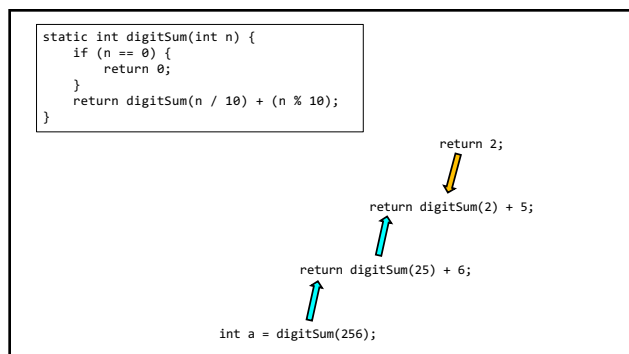 static int digitSum(int n) {
    if (n == 0) {
        return 0;
    }
    return digitSum(n / 10) + (n % 10);
}
return 2;
return digitSum(2) + 5;
return digitSum(25) + 6;
int a = digitSum(256);